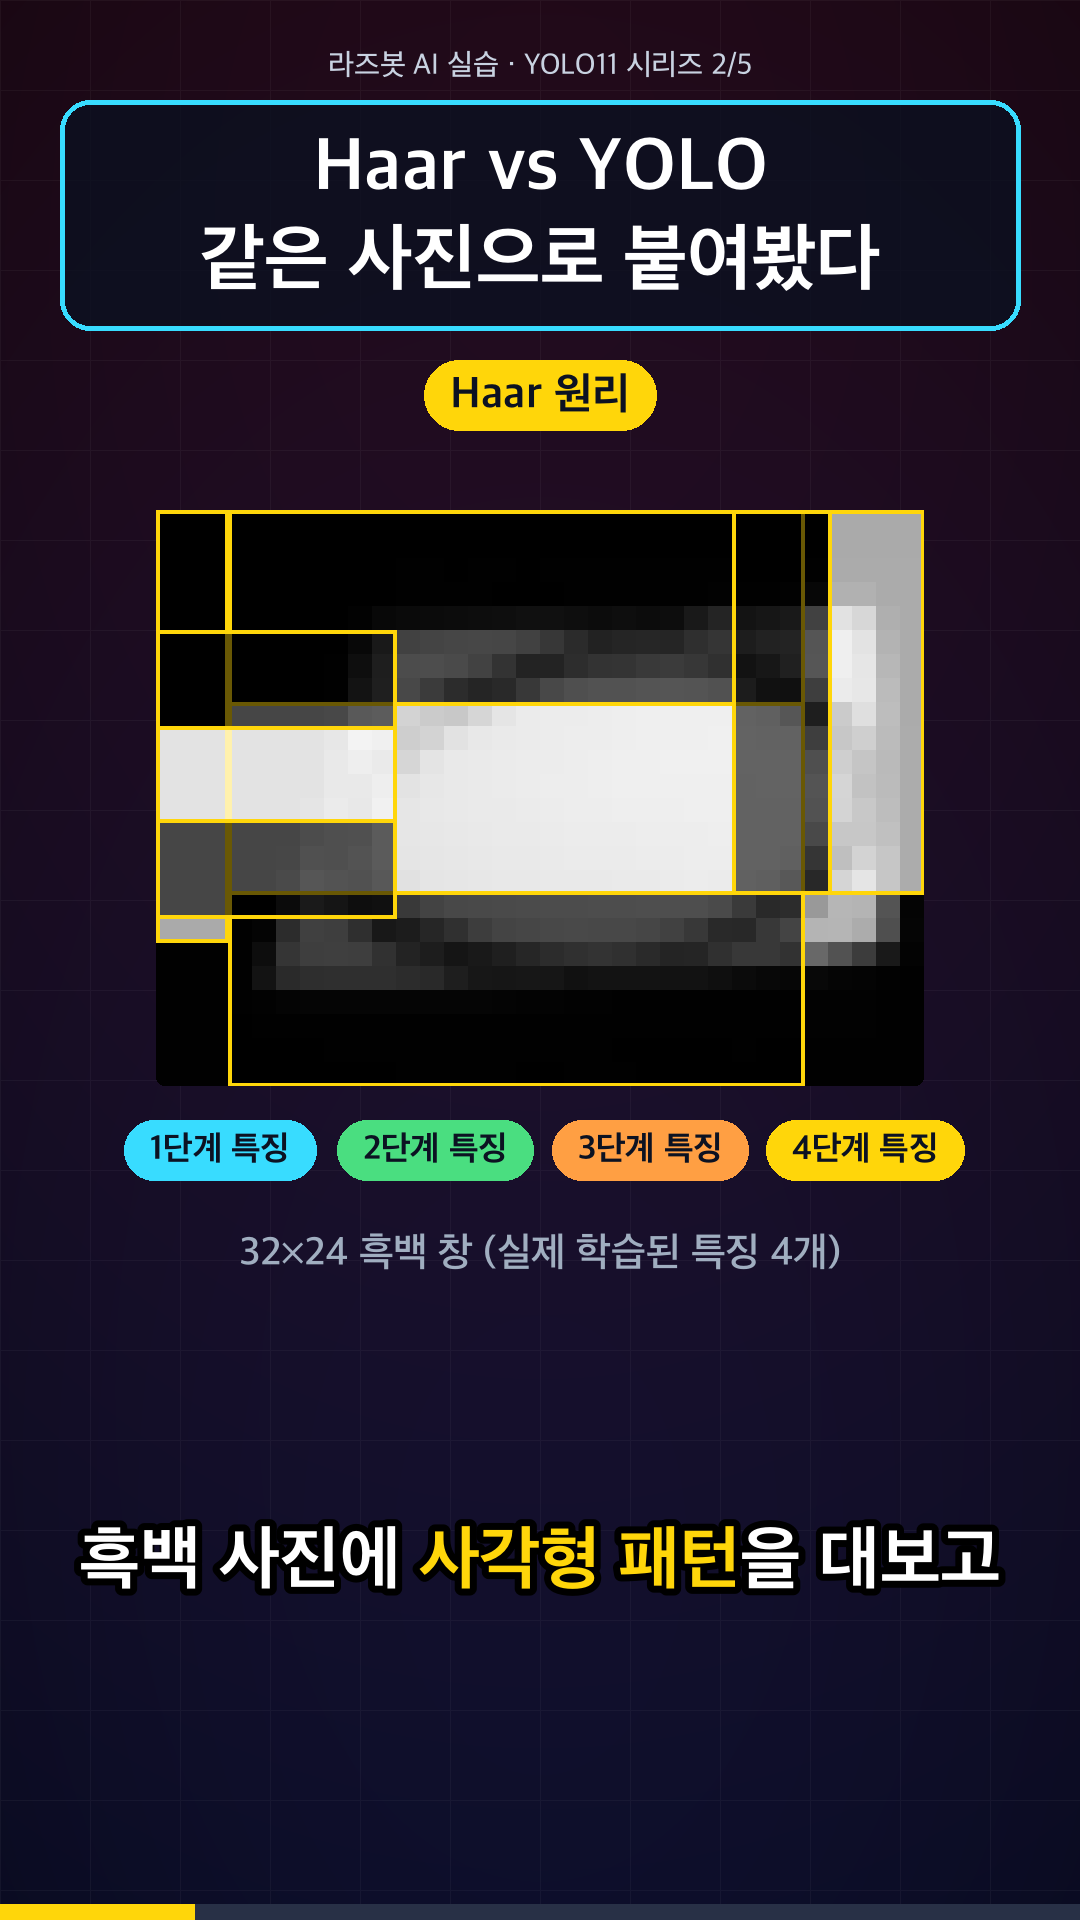 라즈봇 AI 실습 · YOLO11 시리즈 2/5
Haar vs YOLO
같은 사진으로 붙여봤다
Haar 원리
1단계 특징 2단계 특징 3단계 특징 4단계 특징
32×24 흑백 창 (실제 학습된 특징 4개)
흑백 사진에 사각형 패턴을 대보고